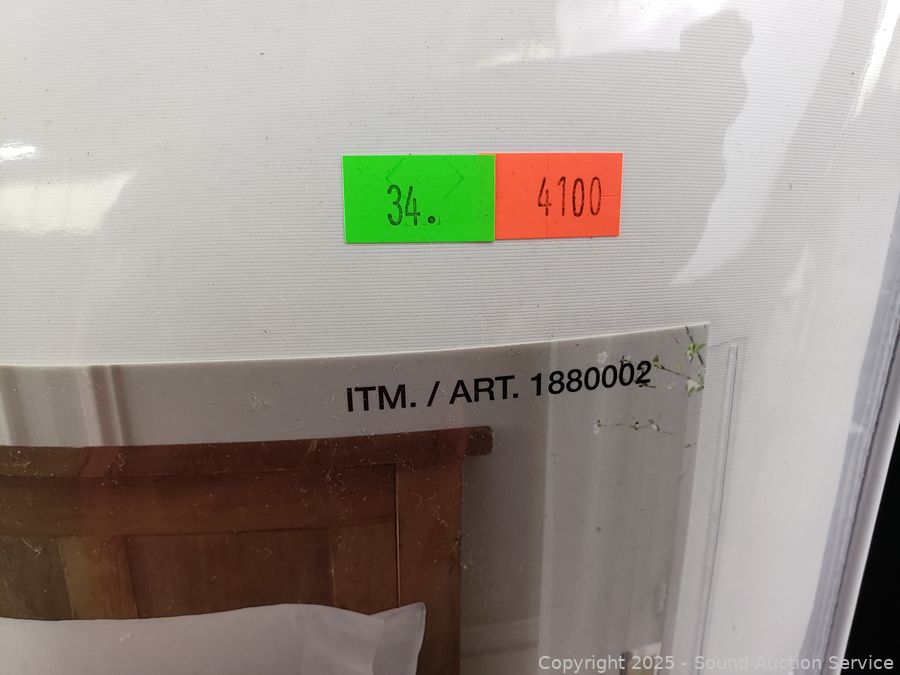 34.
4100
ITM. / ART. 1880002
Copyright 2025 - Sound Auction Service